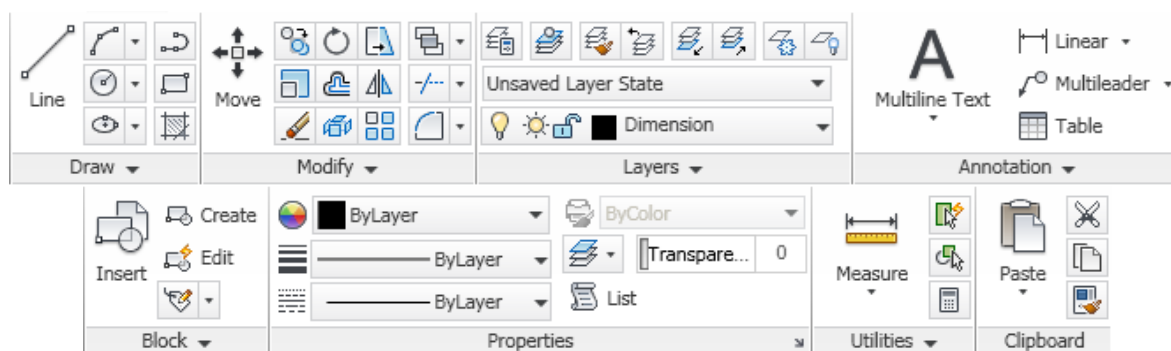 Line
Move
Unsaved Layer State
Dimension
A
Multiline Text
Linear
Multileader
Table
Draw
Modify
Layers
Annotation
Insert
Create
Edit
ByLayer
ByLayer
ByLayer
ByColor
Transpare... 0
List
Measure
Paste
Block
Properties
Utilities
Clipboard